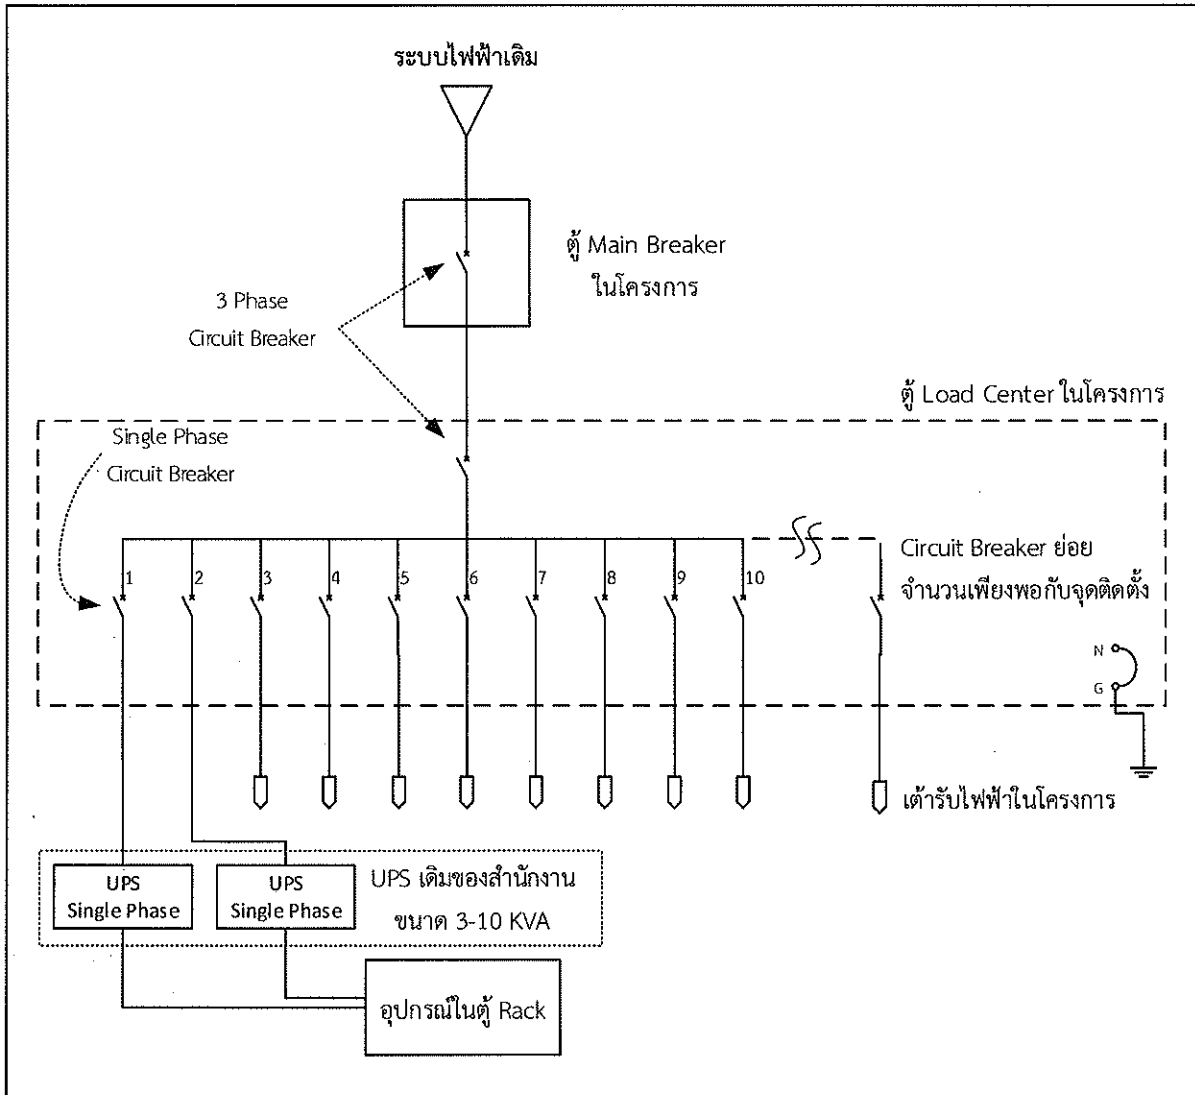 ระบบไฟฟ้าเดิม
ตู้ Main Breaker
ในโครงการ
3 Phase
Circuit Breaker
ตู้ Load Center ในโครงการ
Single Phase
Circuit Breaker
1 2 3 4 5 6 7 8 9 10
Circuit Breaker ย่อย
จำนวนเพียงพอกับจุดติดตั้ง
N
G
เต้ารับไฟฟ้าในโครงการ
UPS
Single Phase
UPS
Single Phase
UPS เดิมของสำนักงาน
ขนาด 3-10 KVA
อุปกรณ์ในตู้ Rack